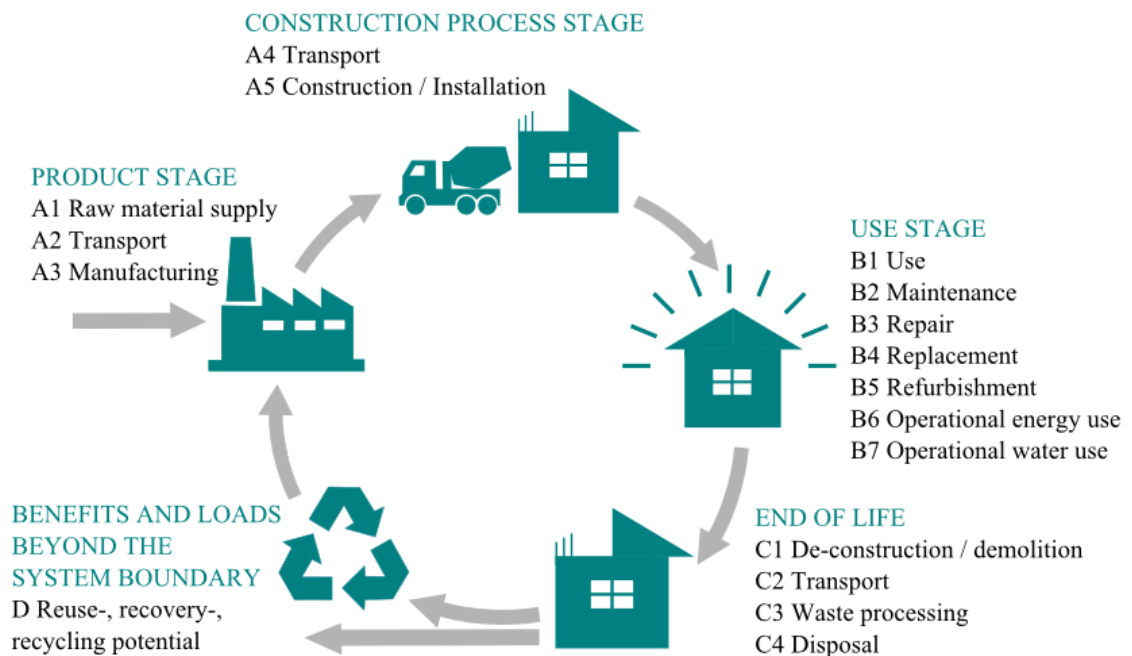 CONSTRUCTION PROCESS STAGE
A4 Transport
A5 Construction / Installation
PRODUCT STAGE
A1 Raw material supply
A2 Transport
A3 Manufacturing
USE STAGE
B1 Use
B2 Maintenance
B3 Repair
B4 Replacement
B5 Refurbishment
B6 Operational energy use
B7 Operational water use
END OF LIFE
C1 De-construction / demolition
C2 Transport
C3 Waste processing
C4 Disposal
BENEFITS AND LOADS
BEYOND THE
SYSTEM BOUNDARY
D Reuse-, recovery-,
recycling potential